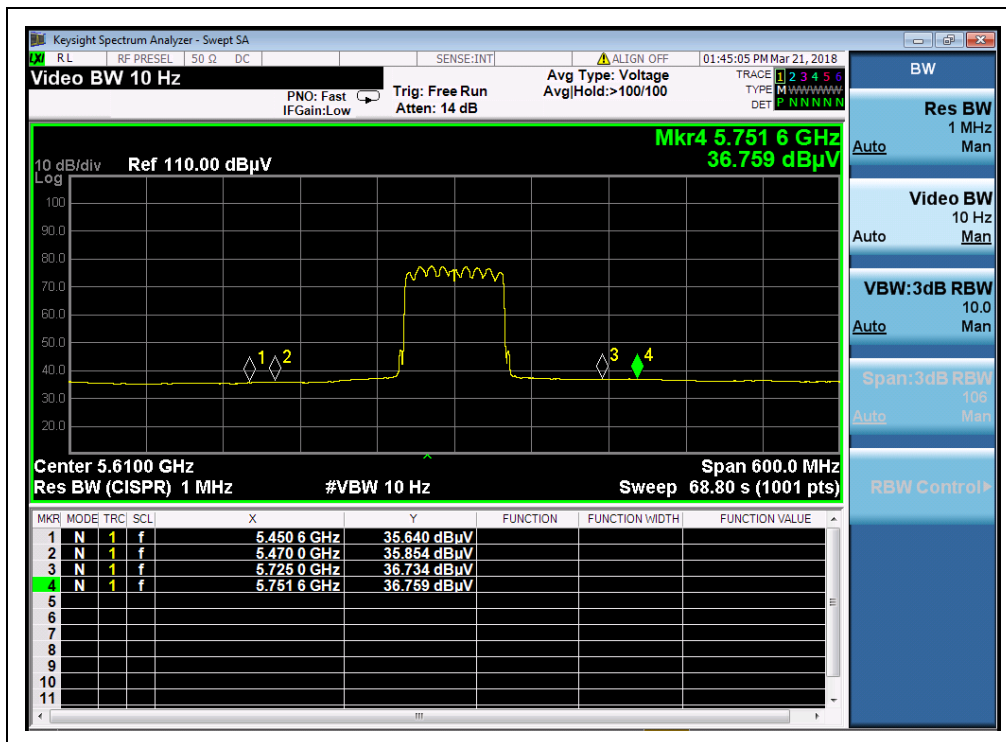 Keysight Spectrum Analyzer - Swept SA
LXI RL RF PRESEL 50 Ω DC SENSE:INT ALIGN OFF 01:45:05 PM Mar 21, 2018
Video BW 10 Hz
PNO: Fast
IFGain:Low
Trig: Free Run
Atten: 14 dB
Avg Type: Voltage
Avg|Hold:>100/100
TRACE 1 2 3 4 5 6
TYPE M W W W W W
DET P N N N N N
Mkr4 5.751 6 GHz
36.759 dBµV
10 dB/div Ref 110.00 dBµV
Log
100
90.0
80.0
70.0
60.0
50.0
40.0
30.0
20.0
1 2 3 4
Center 5.6100 GHz Span 600.0 MHz
Res BW (CISPR) 1 MHz #VBW 10 Hz Sweep 68.80 s (1001 pts)
MKR MODE TRC SCL X Y FUNCTION FUNCTION WIDTH FUNCTION VALUE
1 N 1 f 5.450 6 GHz 35.640 dBµV
2 N 1 f 5.470 0 GHz 35.854 dBµV
3 N 1 f 5.725 0 GHz 36.734 dBµV
4 N 1 f 5.751 6 GHz 36.759 dBµV
5
6
7
8
9
10
11
BW
Res BW
1 MHz
Auto Man
Video BW
10 Hz
Auto Man
VBW:3dB RBW
10.0
Auto Man
Span:3dB RBW
106
Auto Man
RBW Control